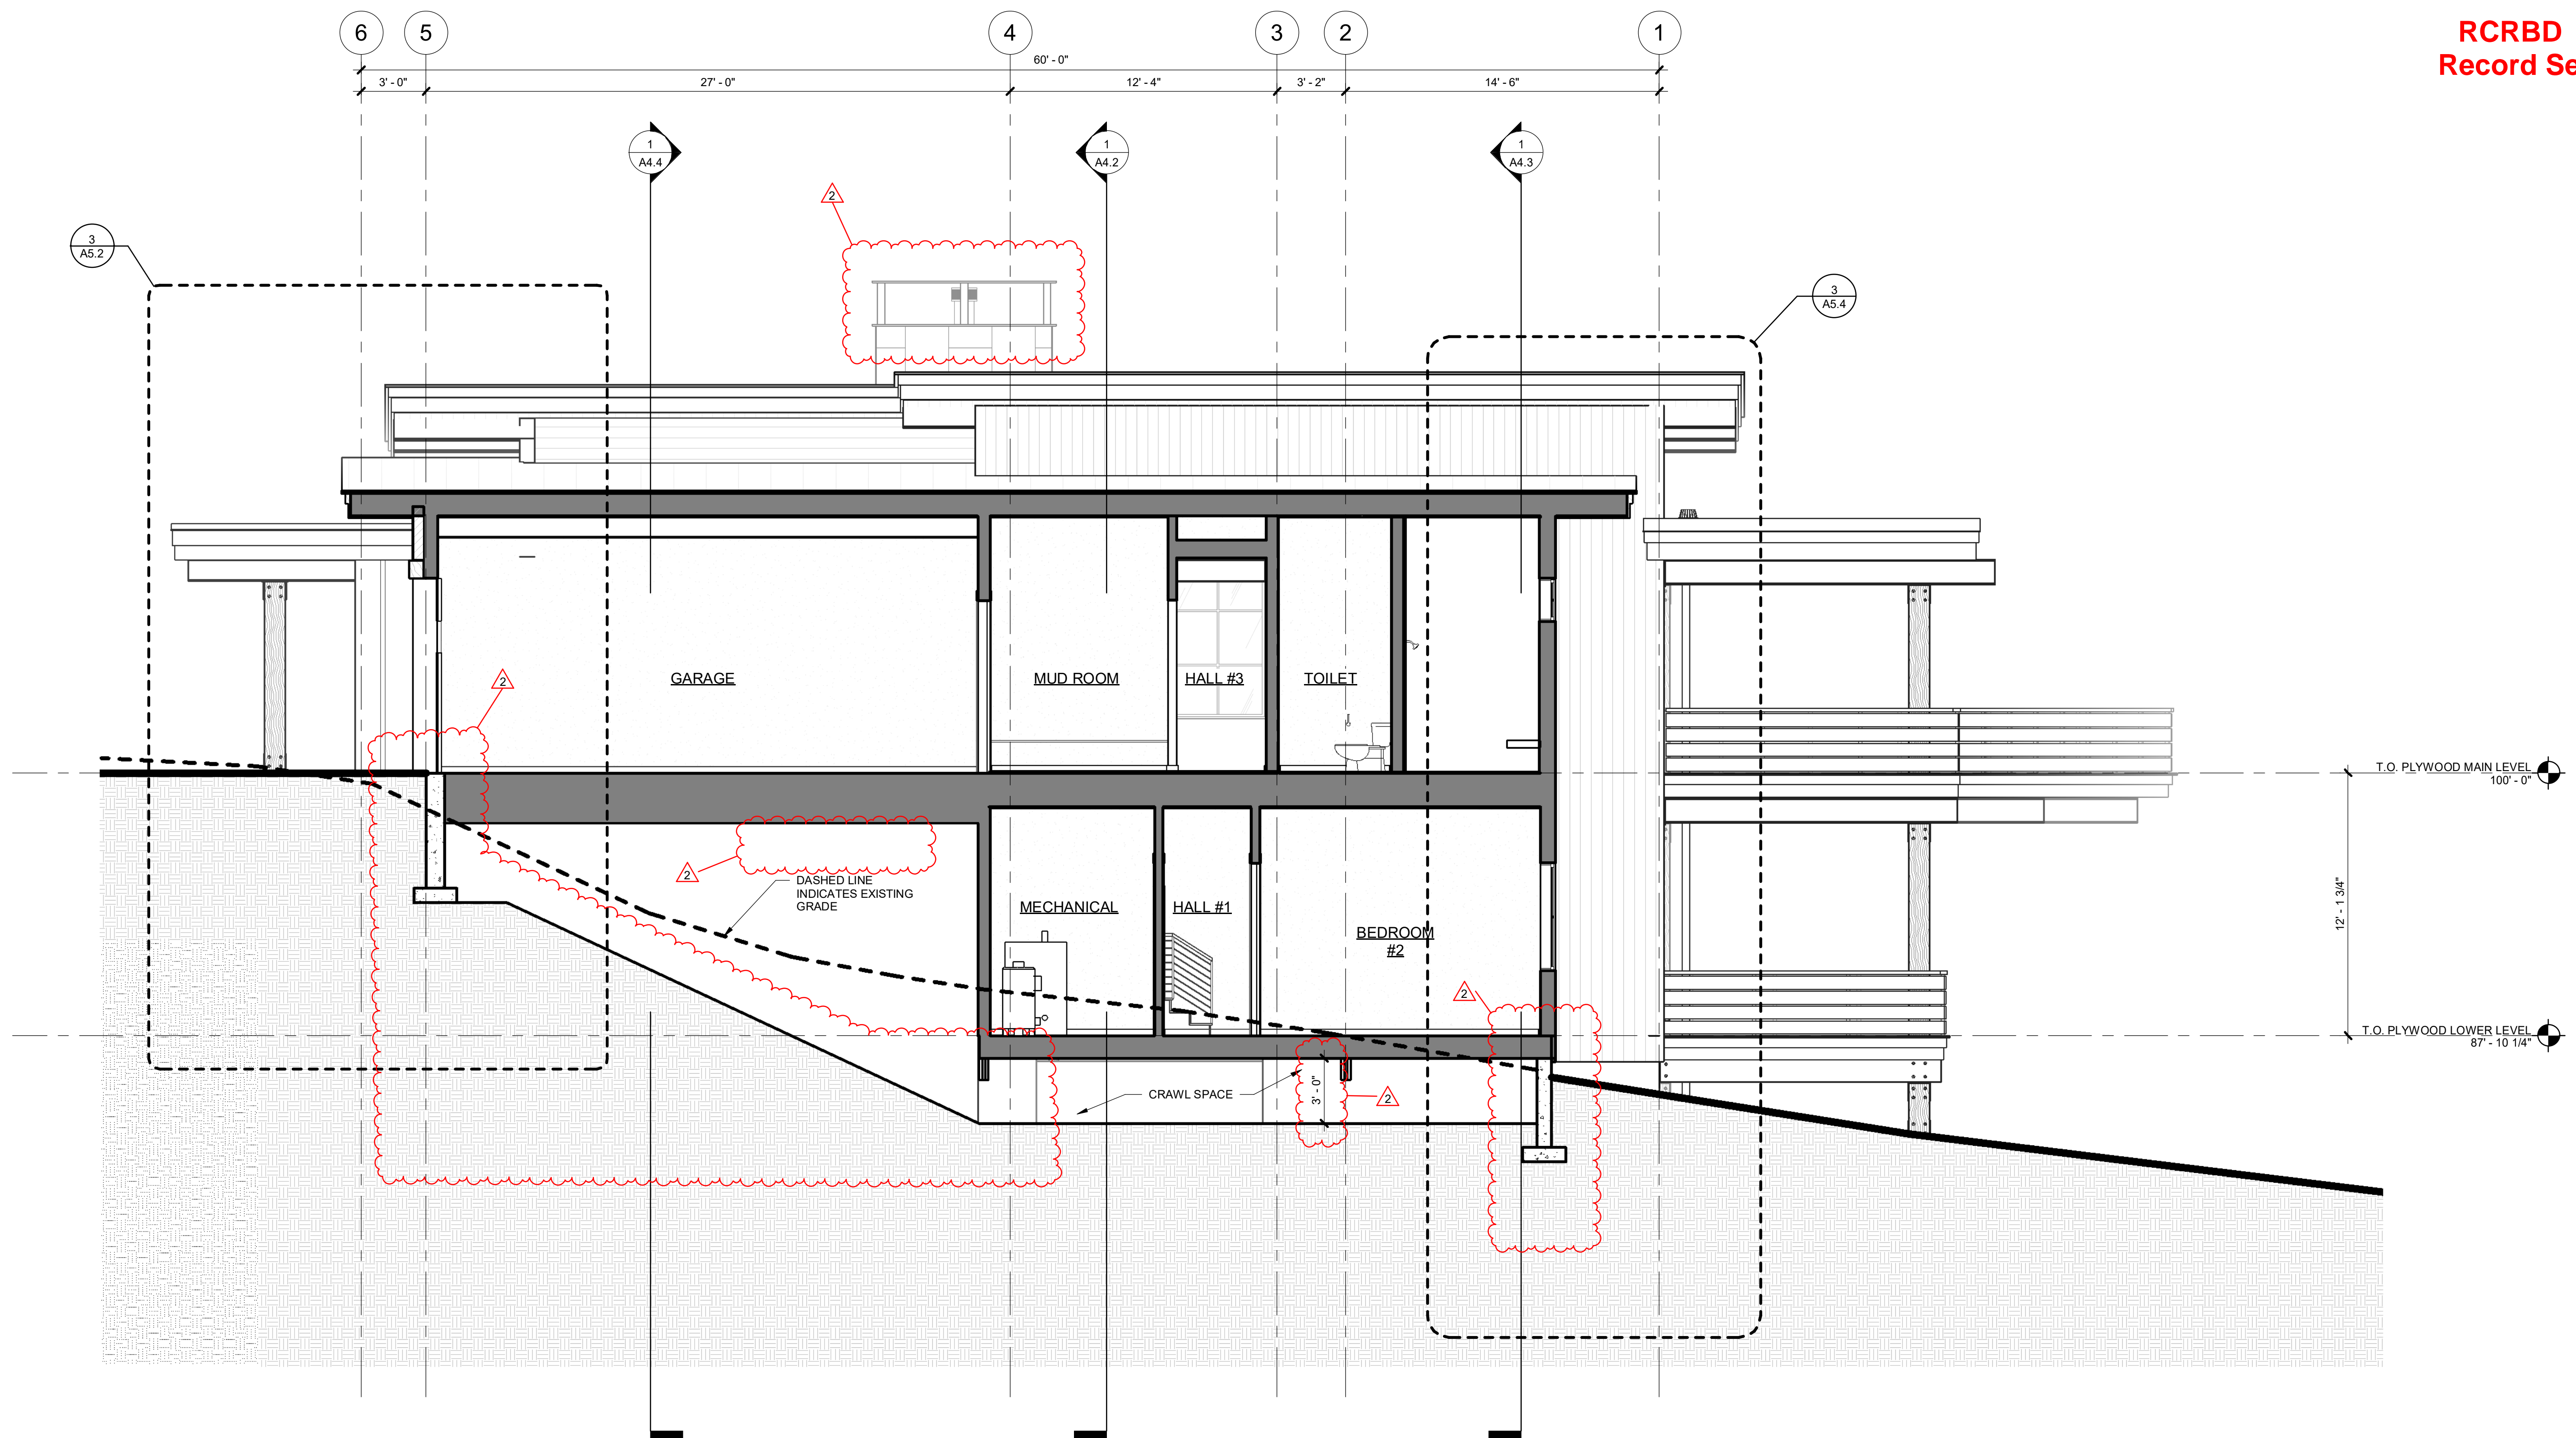 6 5 4 3 2 1
RCRBD
Record Se
60' - 0"
3' - 0" 27' - 0" 12' - 4" 3' - 2" 14' - 6"
1
A4.4
1
A4.2
1
A4.3
2
3
A5.2
3
A5.4
2
GARAGE MUD ROOM HALL #3 TOILET
T.O. PLYWOOD MAIN LEVEL
100' - 0"
2
DASHED LINE
INDICATES EXISTING
GRADE
MECHANICAL HALL #1
BEDROOM
#2
12' - 1 3/4"
2
T.O. PLYWOOD LOWER LEVEL
87' - 10 1/4"
CRAWL SPACE
3' - 0"
2